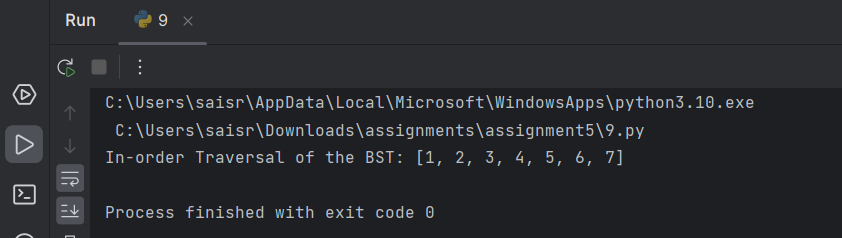 Run
9
C:\Users\saisr\AppData\Local\Microsoft\WindowsApps\python3.10.exe
C:\Users\saisr\Downloads\assignments\assignment5\9.py
In-order Traversal of the BST: [1, 2, 3, 4, 5, 6, 7]
Process finished with exit code 0